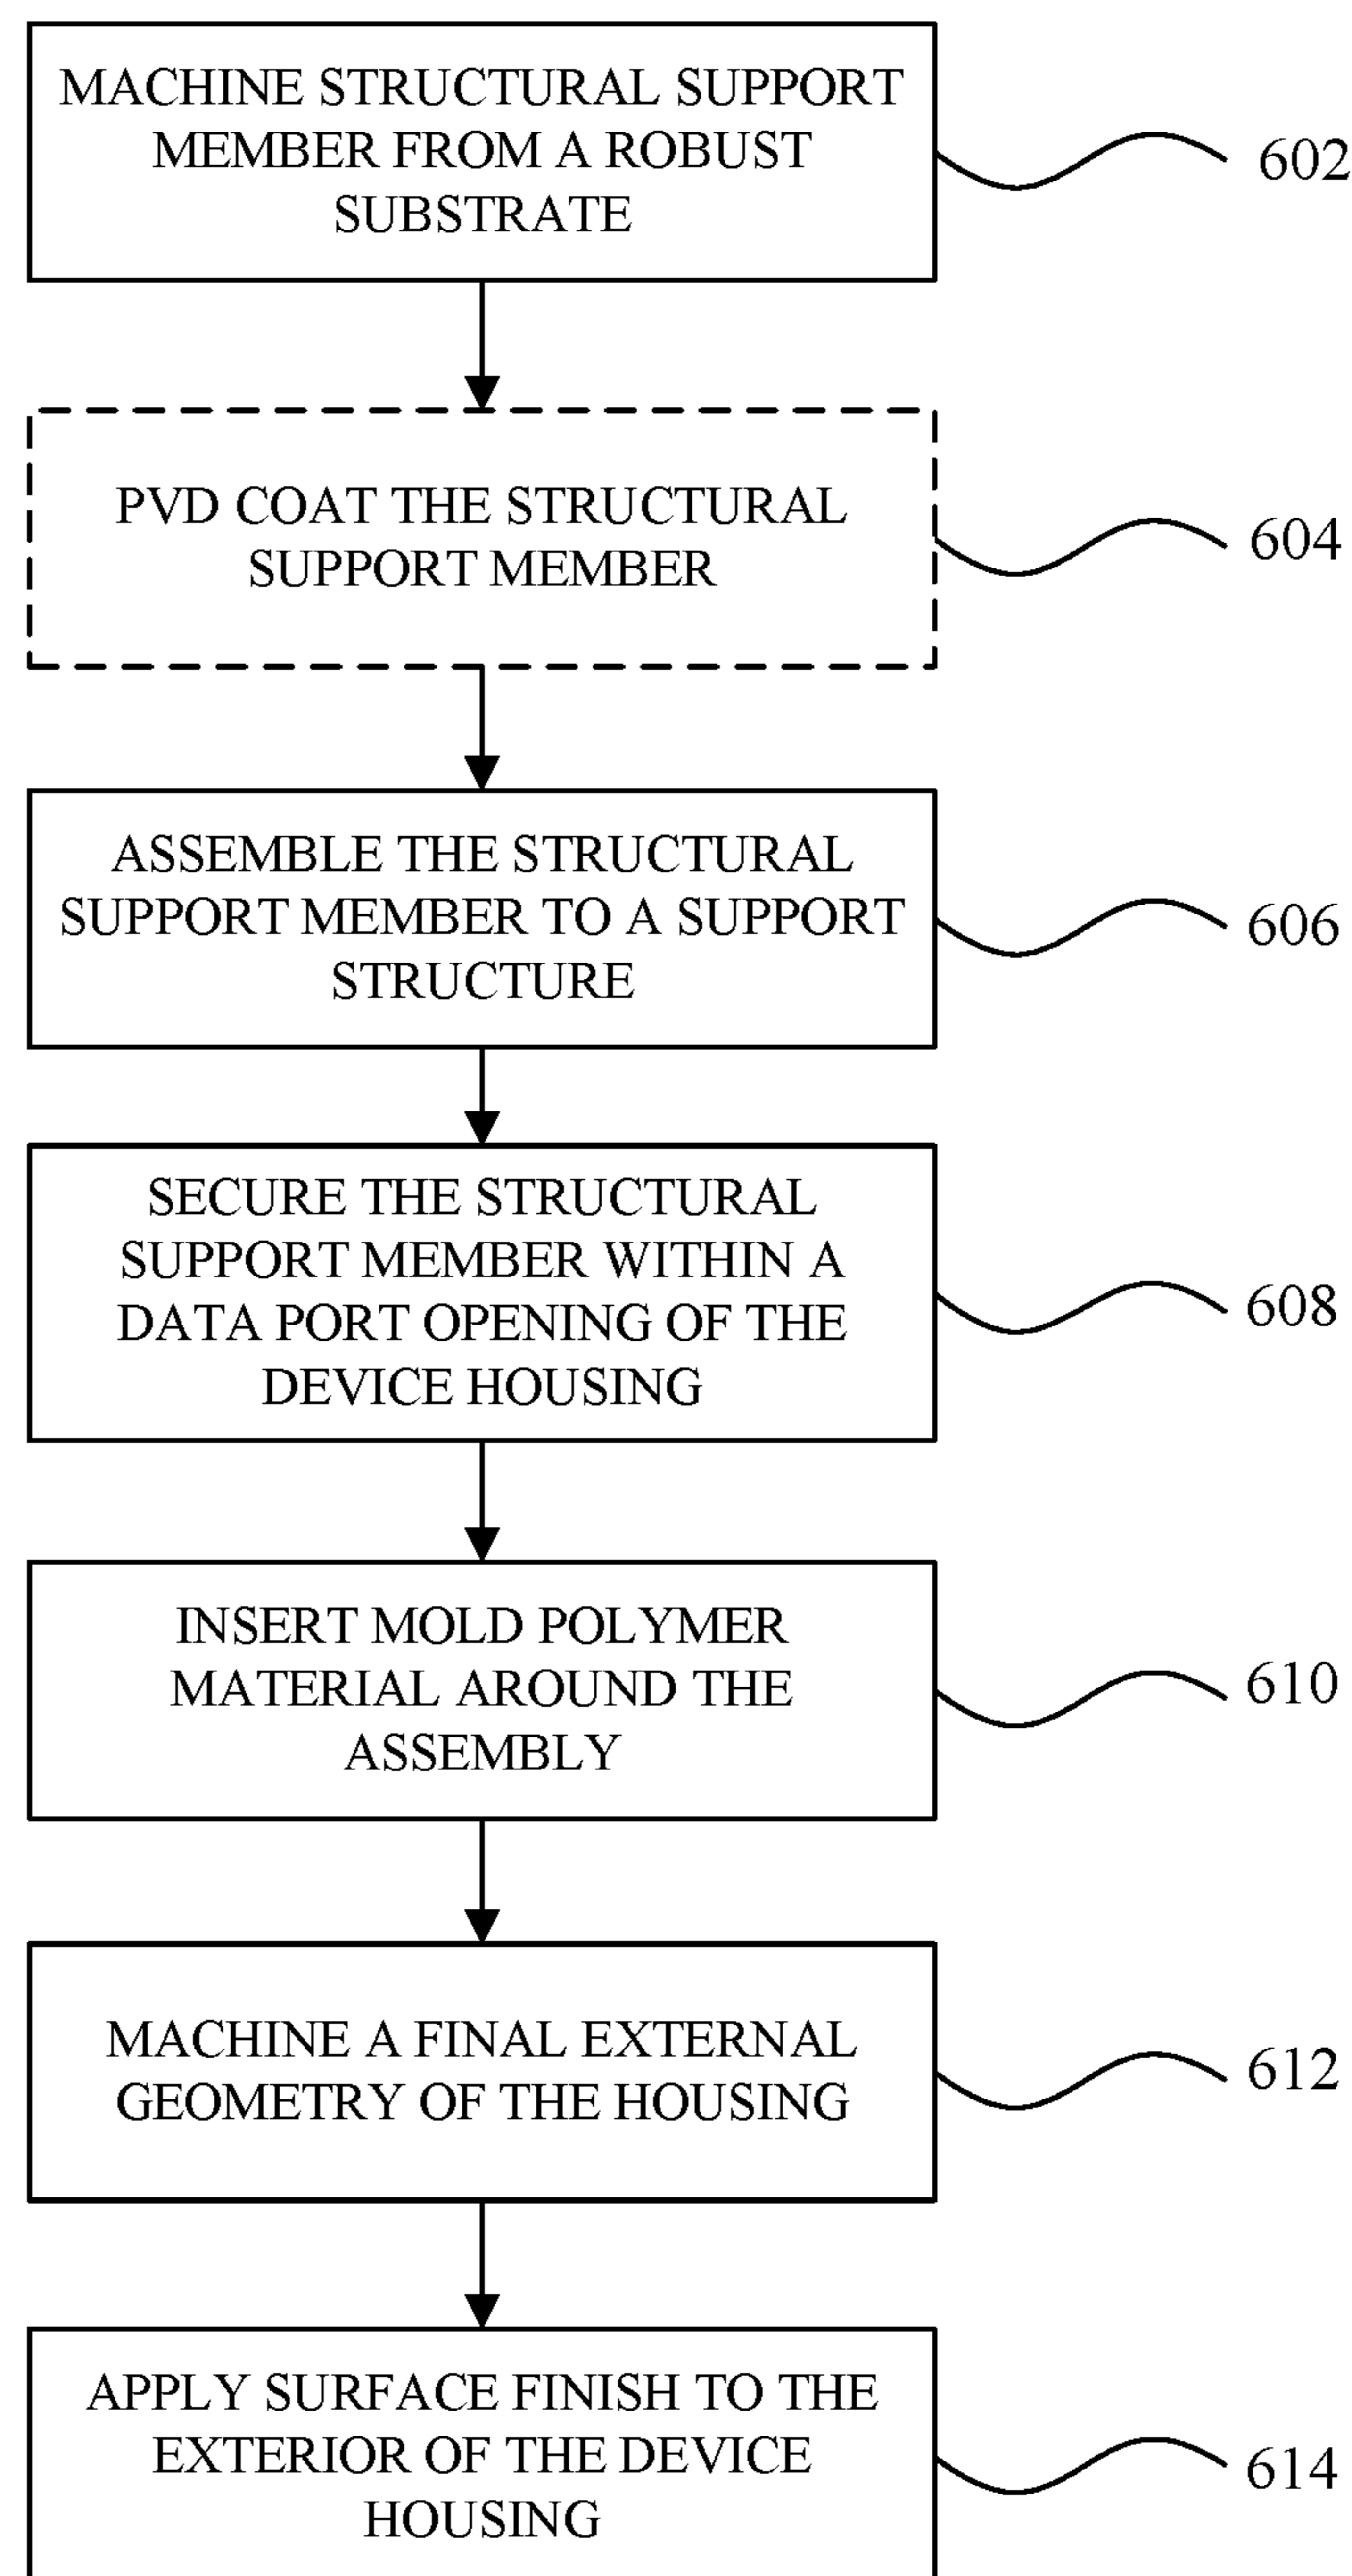 MACHINE STRUCTURAL SUPPORT
MEMBER FROM A ROBUST
SUBSTRATE
602
PVD COAT THE STRUCTURAL
SUPPORT MEMBER
604
ASSEMBLE THE STRUCTURAL
SUPPORT MEMBER TO A SUPPORT
STRUCTURE
606
SECURE THE STRUCTURAL
SUPPORT MEMBER WITHIN A
DATA PORT OPENING OF THE
DEVICE HOUSING
608
INSERT MOLD POLYMER
MATERIAL AROUND THE
ASSEMBLY
610
MACHINE A FINAL EXTERNAL
GEOMETRY OF THE HOUSING
612
APPLY SURFACE FINISH TO THE
EXTERIOR OF THE DEVICE
HOUSING
614